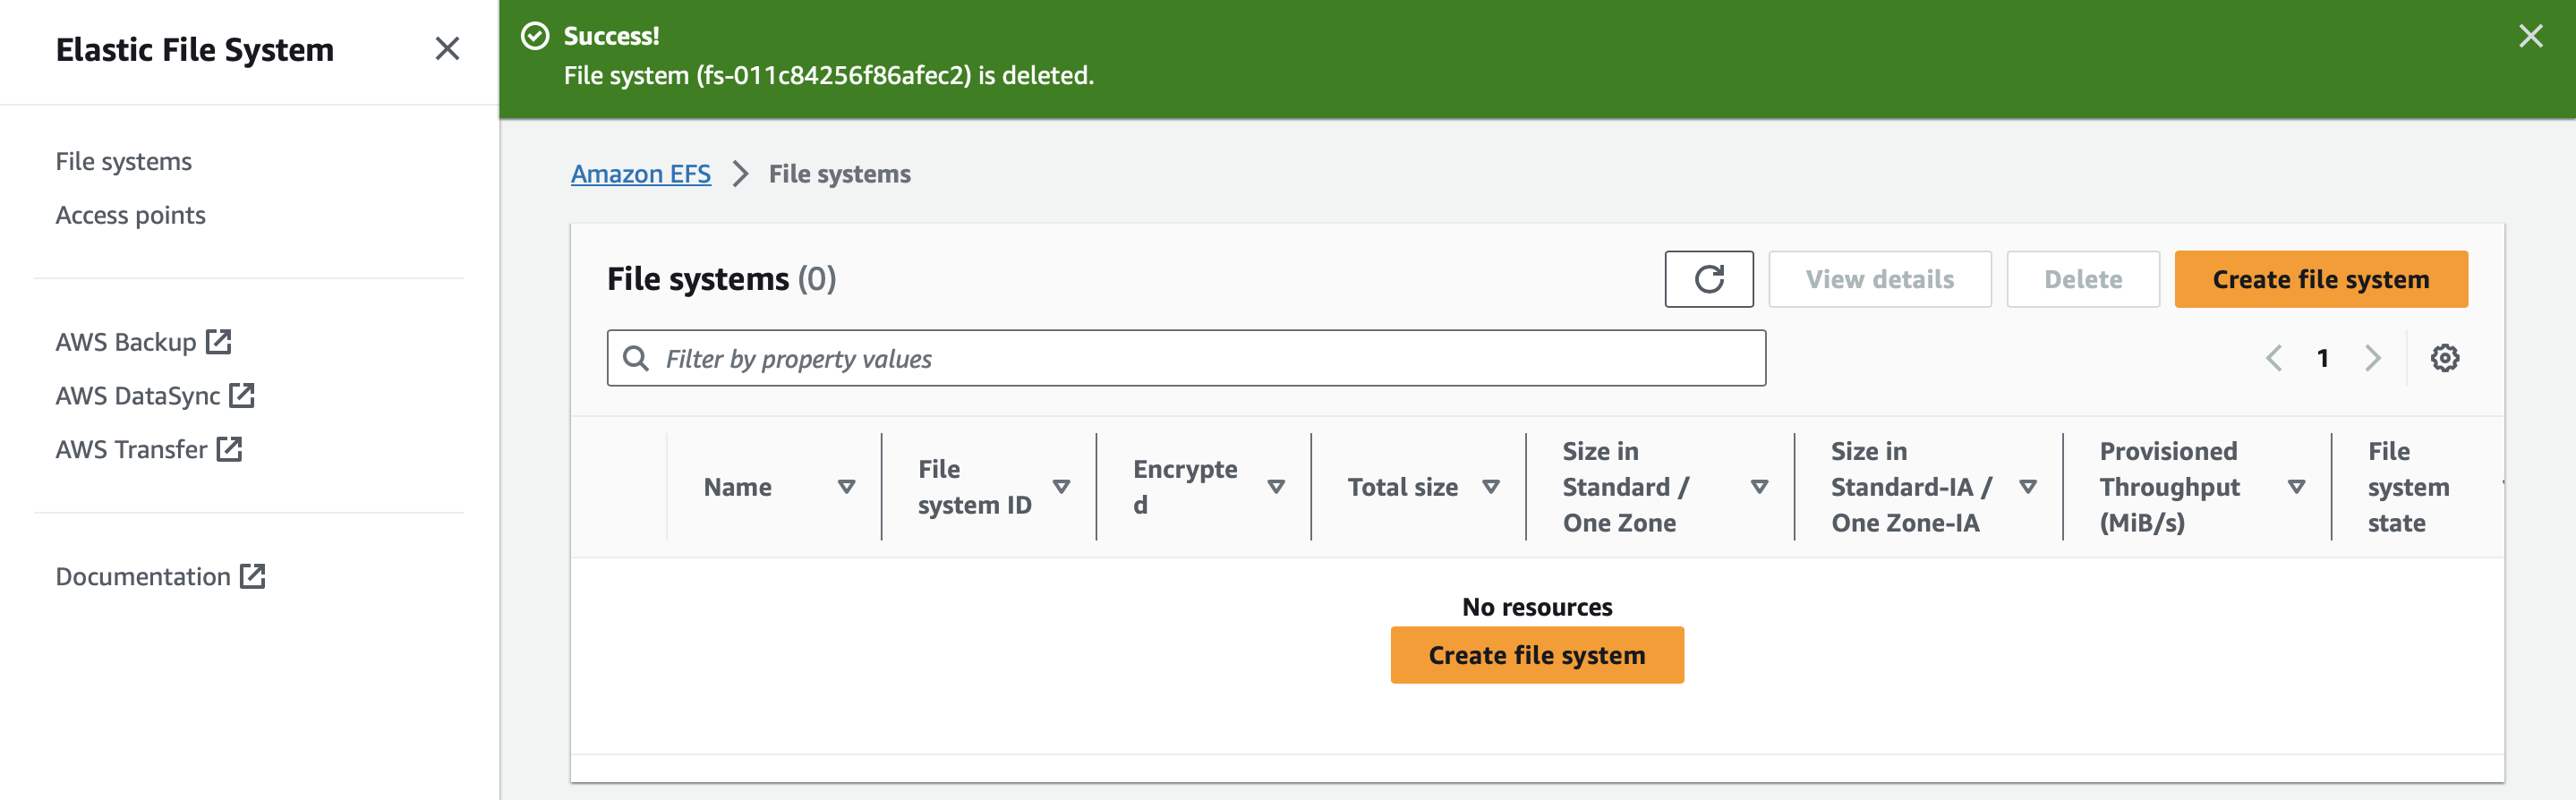 Elastic File System
File systems
Access points
AWS Backup
AWS DataSync
AWS Transfer
Documentation
Success!
File system (fs-011c84256f86afec2) is deleted.
Amazon EFS > File systems
File systems (0)
View details
Delete
Create file system
Filter by property values
1
Name
File
system ID
Encrypte
d
Total size
Size in
Standard /
One Zone
Size in
Standard-IA /
One Zone-IA
Provisioned
Throughput
(MiB/s)
File
system
state
No resources
Create file system